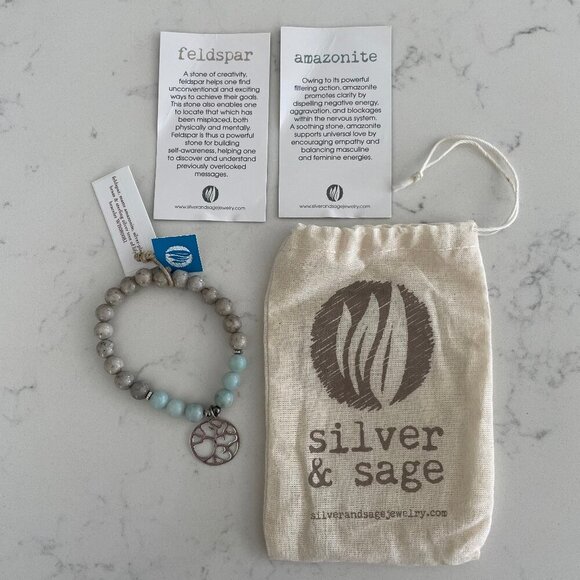 feldspar
A stone of creativity,
feldspar helps one find
unconventional and exciting
ways to achieve their goals.
This stone also enables one
to locate that which has
been misplaced, both
physically and mentally.
Feldspar is thus a powerful
stone for building
self-awareness, helping one
to discover and understand
previously overlooked
messages.
www.silverandsagejewelry.com
amazonite
Owing to its powerful
filtering action, amazonite
promotes clarity by
dispelling negative energy,
aggravation, and blockages
within the nervous system.
A soothing stone, amazonite
supports universal love by
encouraging empathy and
balancing masculine
and feminine energies.
www.silverandsagejewelry.com
silver
& sage
silverandsagejewelry.com